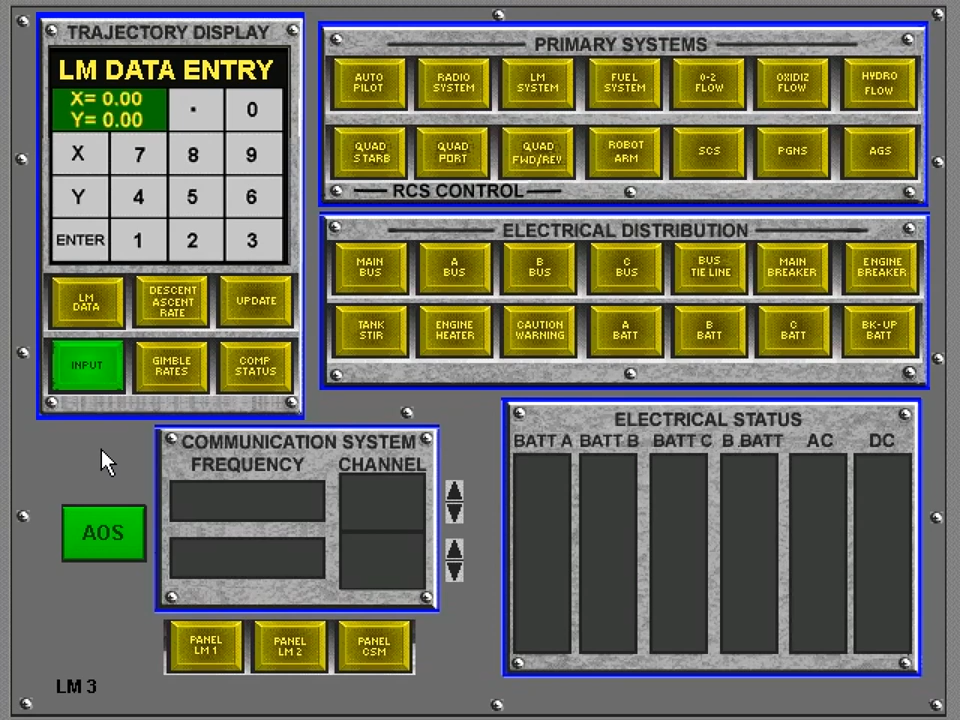 TRAJECTORY DISPLAY
LM DATA ENTRY
X= 0.00
Y= 0.00
. 0
X 7 8 9
Y 4 5 6
ENTER 1 2 3
LM
DATA
DESCENT
ASCENT
RATE
UPDATE
INPUT
GIMBLE
RATES
COMP
STATUS
PRIMARY SYSTEMS
AUTO
PILOT
RADIO
SYSTEM
LM
SYSTEM
FUEL
SYSTEM
O-2
FLOW
OXIDIZ
FLOW
HYDRO
FLOW
QUAD
STARB
QUAD
PORT
QUAD
FWD/REV
ROBOT
ARM
SCS
PGNS
AGS
RCS CONTROL
ELECTRICAL DISTRIBUTION
MAIN
BUS
A
BUS
B
BUS
C
BUS
BUS
TIE LINE
MAIN
BREAKER
ENGINE
BREAKER
TANK
STIR
ENGINE
HEATER
CAUTION
WARNING
A
BATT
B
BATT
C
BATT
BK-UP
BATT
COMMUNICATION SYSTEM
FREQUENCY CHANNEL
AOS
PANEL
LM 1
PANEL
LM 2
PANEL
CSM
LM 3
ELECTRICAL STATUS
BATT A BATT B BATT C B.BATT AC DC